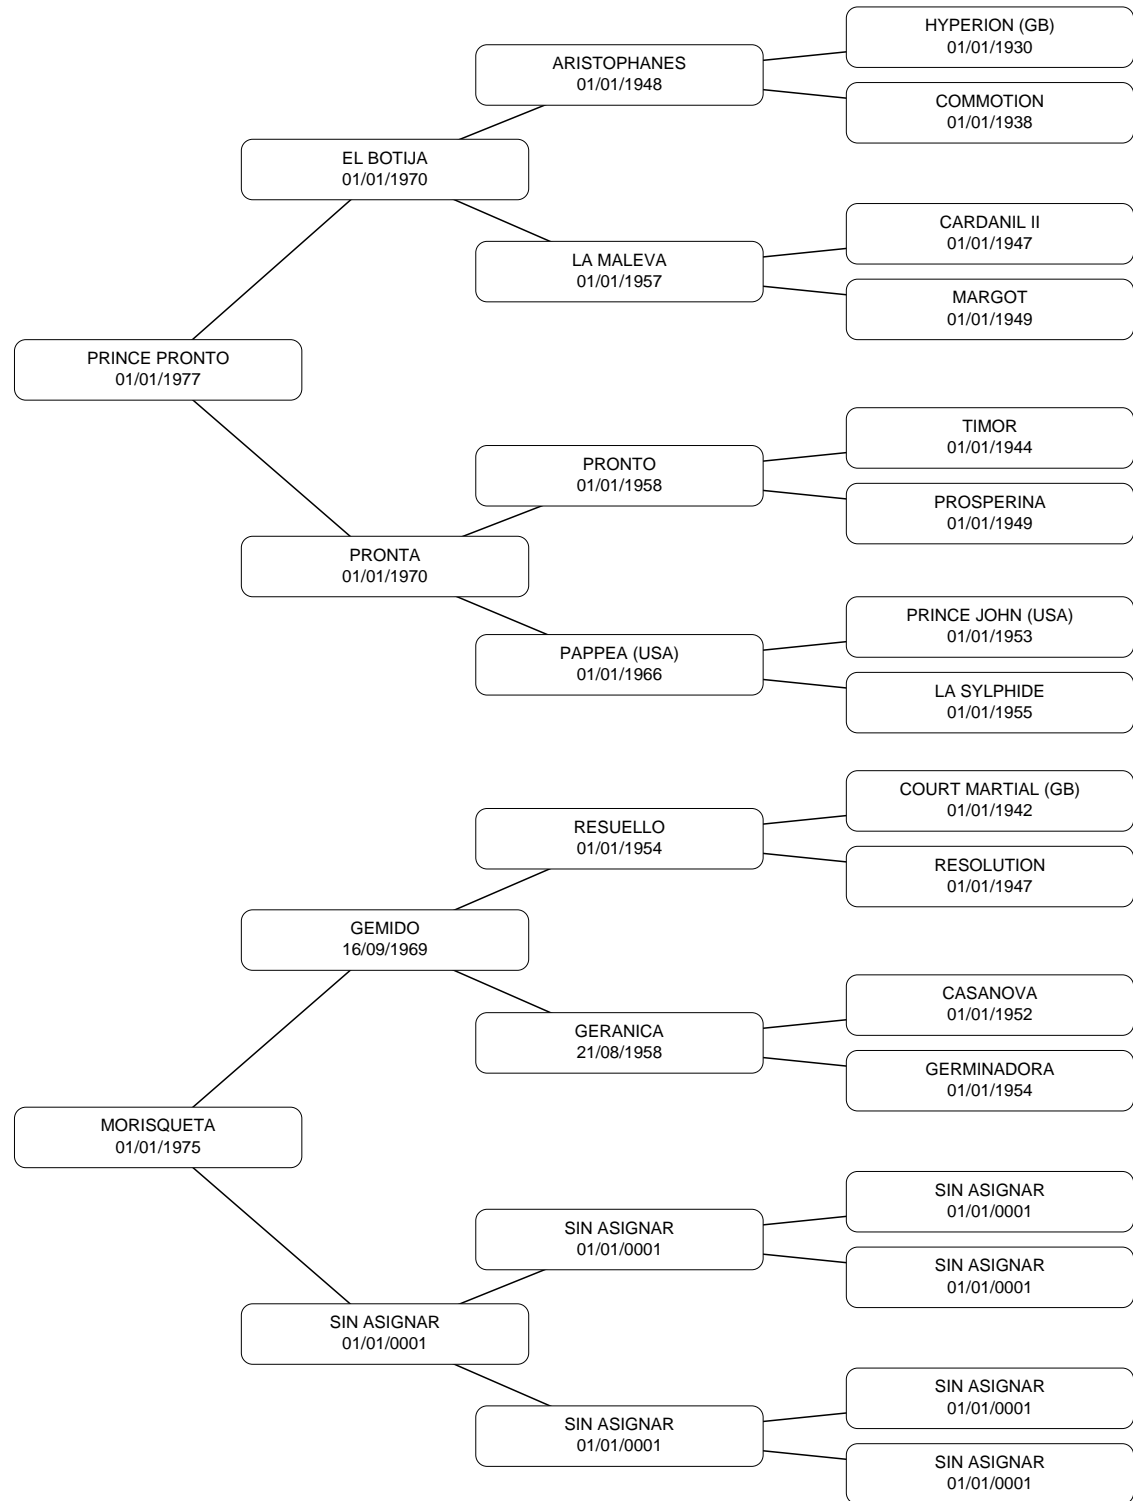 HYPERION (GB)
01/01/1930
ARISTOPHANES
01/01/1948
COMMOTION
01/01/1938
EL BOTIJA
01/01/1970
CARDANIL II
01/01/1947
LA MALEVA
01/01/1957
MARGOT
01/01/1949
PRINCE PRONTO
01/01/1977
TIMOR
01/01/1944
PRONTO
01/01/1958
PROSPERINA
01/01/1949
PRONTA
01/01/1970
PRINCE JOHN (USA)
01/01/1953
PAPPEA (USA)
01/01/1966
LA SYLPHIDE
01/01/1955
COURT MARTIAL (GB)
01/01/1942
RESUELLO
01/01/1954
RESOLUTION
01/01/1947
GEMIDO
16/09/1969
CASANOVA
01/01/1952
GERANICA
21/08/1958
GERMINADORA
01/01/1954
MORISQUETA
01/01/1975
SIN ASIGNAR
01/01/0001
SIN ASIGNAR
01/01/0001
SIN ASIGNAR
01/01/0001
SIN ASIGNAR
01/01/0001
SIN ASIGNAR
01/01/0001
SIN ASIGNAR
01/01/0001
SIN ASIGNAR
01/01/0001